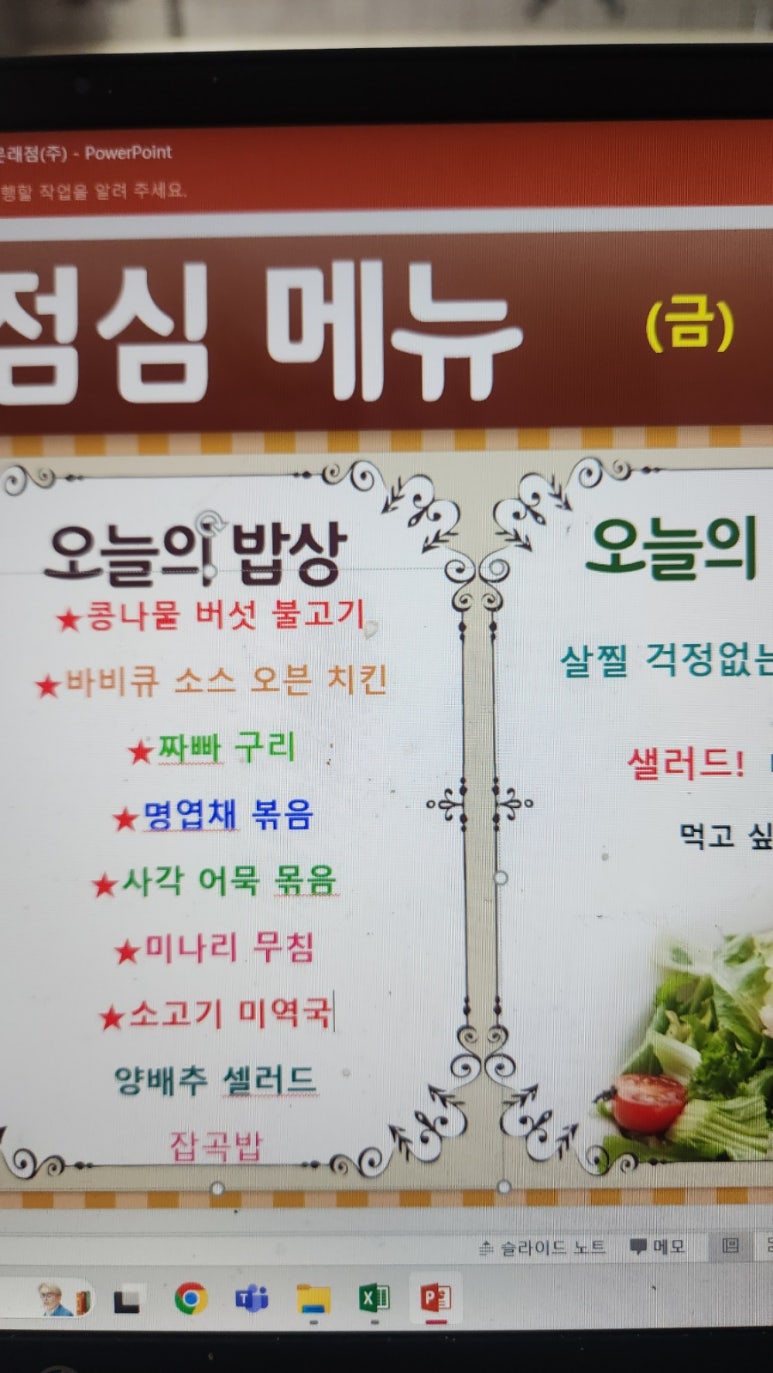 문래점(주) - PowerPoint
행할 작업을 알려 주세요.
점심 메뉴
(금)
오늘의 밥상
★콩나물 버섯 불고기
★바비큐 소스 오븐 치킨
★짜빠 구리
★명엽채 볶음
★사각 어묵 몪음
★미나리 무침
★소고기 미역국
양배추 셀러드
잡곡밥
오늘의
살찔 걱정없는
샐러드!
먹고 싶
슬라이드 노트
메모